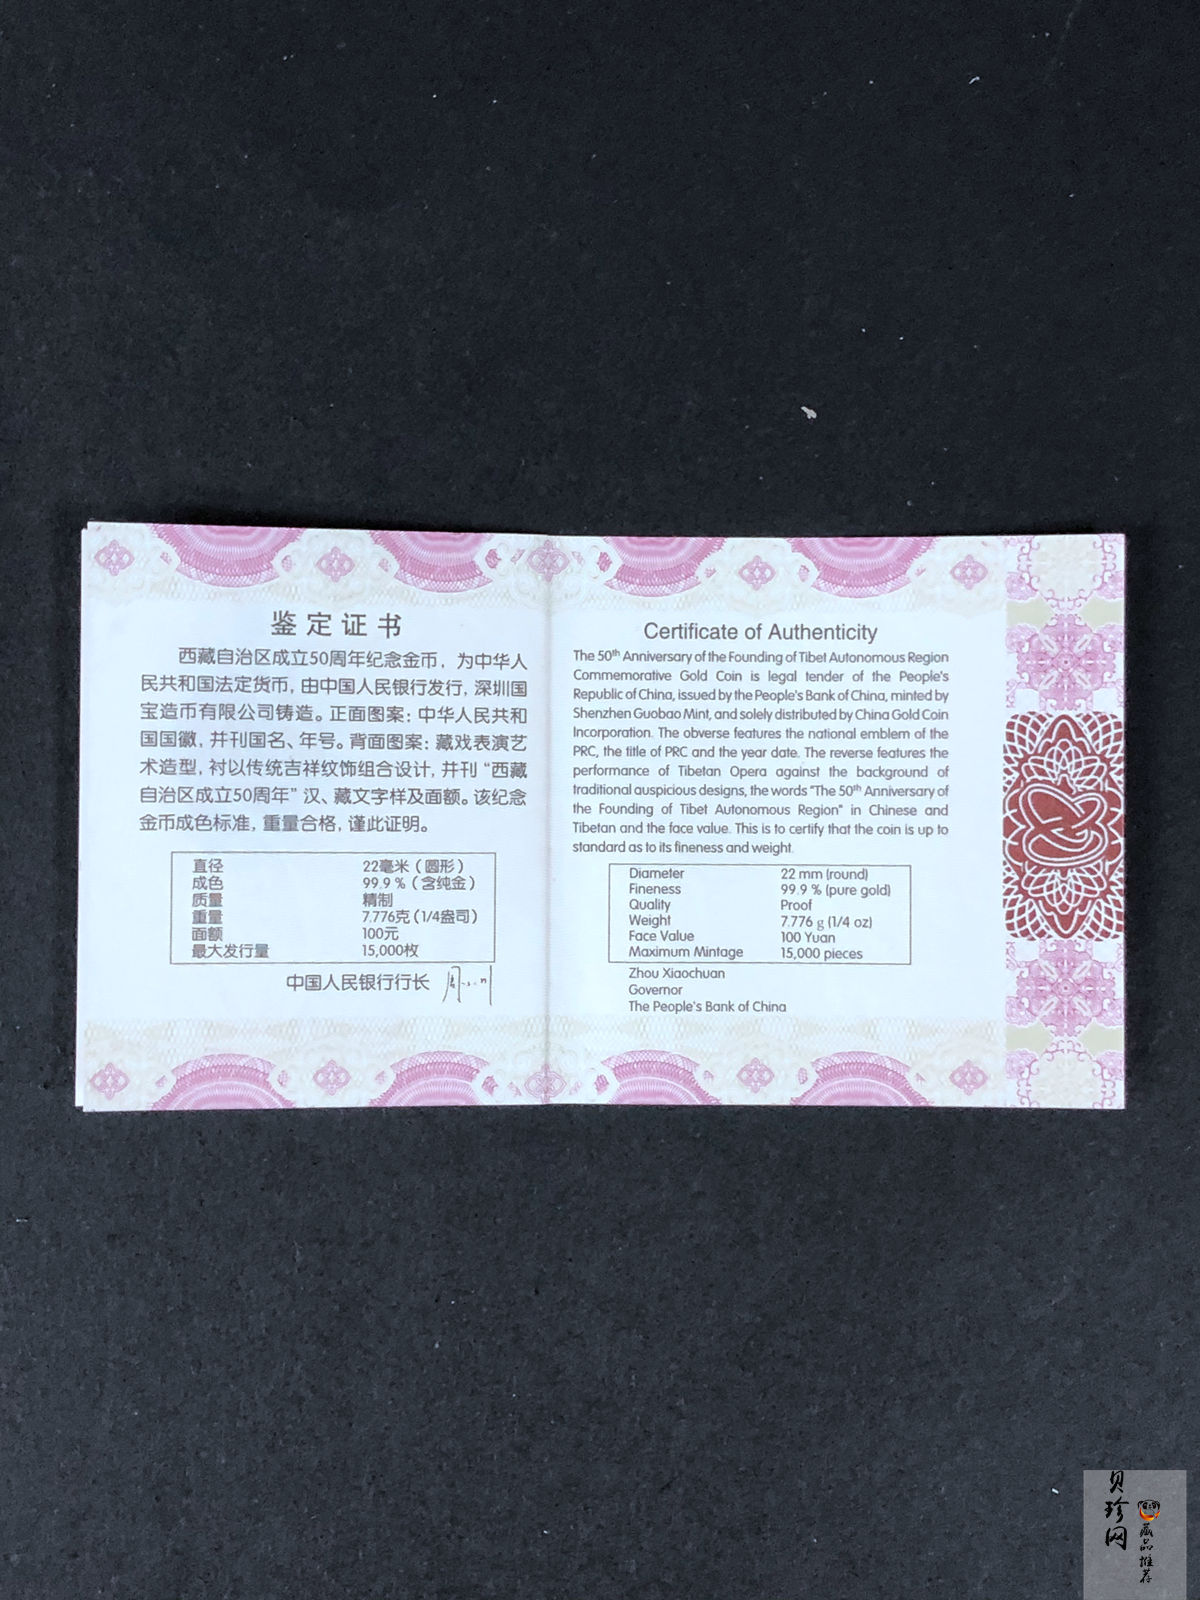 鉴定证书
西藏自治区成立50周年纪念金币，为中华人
民共和国法定货币，由中国人民银行发行，深圳国
宝造币有限公司铸造。正面图案：中华人民共和
国国徽，并刊国名、年号。背面图案：藏戏表演艺
术造型，衬以传统吉祥纹饰组合设计，并刊“西藏
自治区成立50周年”汉、藏文字样及面额。该纪念
金币成色标准，重量合格，谨此证明。
直径 22毫米（圆形）
成色 99.9%（含纯金）
质量 精制
重量 7.776克（1/4盎司）
面额 100元
最大发行量 15,000枚
中国人民银行行长
Certificate of Authenticity
The 50th Anniversary of the Founding of Tibet Autonomous Region
Commemorative Gold Coin is legal tender of the People's
Republic of China, issued by the People's Bank of China, minted by
Shenzhen Guobao Mint, and solely distributed by China Gold Coin
Incorporation. The obverse features the national emblem of the
PRC, the title of PRC and the year date. The reverse features the
performance of Tibetan Opera against the background of
traditional auspicious designs, the words "The 50th Anniversary of
the Founding of Tibet Autonomous Region" in Chinese and
Tibetan and the face value. This is to certify that the coin is up to
standard as to its fineness and weight.
Diameter 22 mm (round)
Fineness 99.9 % (pure gold)
Quality Proof
Weight 7.776 g (1/4 oz)
Face Value 100 Yuan
Maximum Mintage 15,000 pieces
Zhou Xiaochuan
Governor
The People's Bank of China
贝珍网
藏品推荐